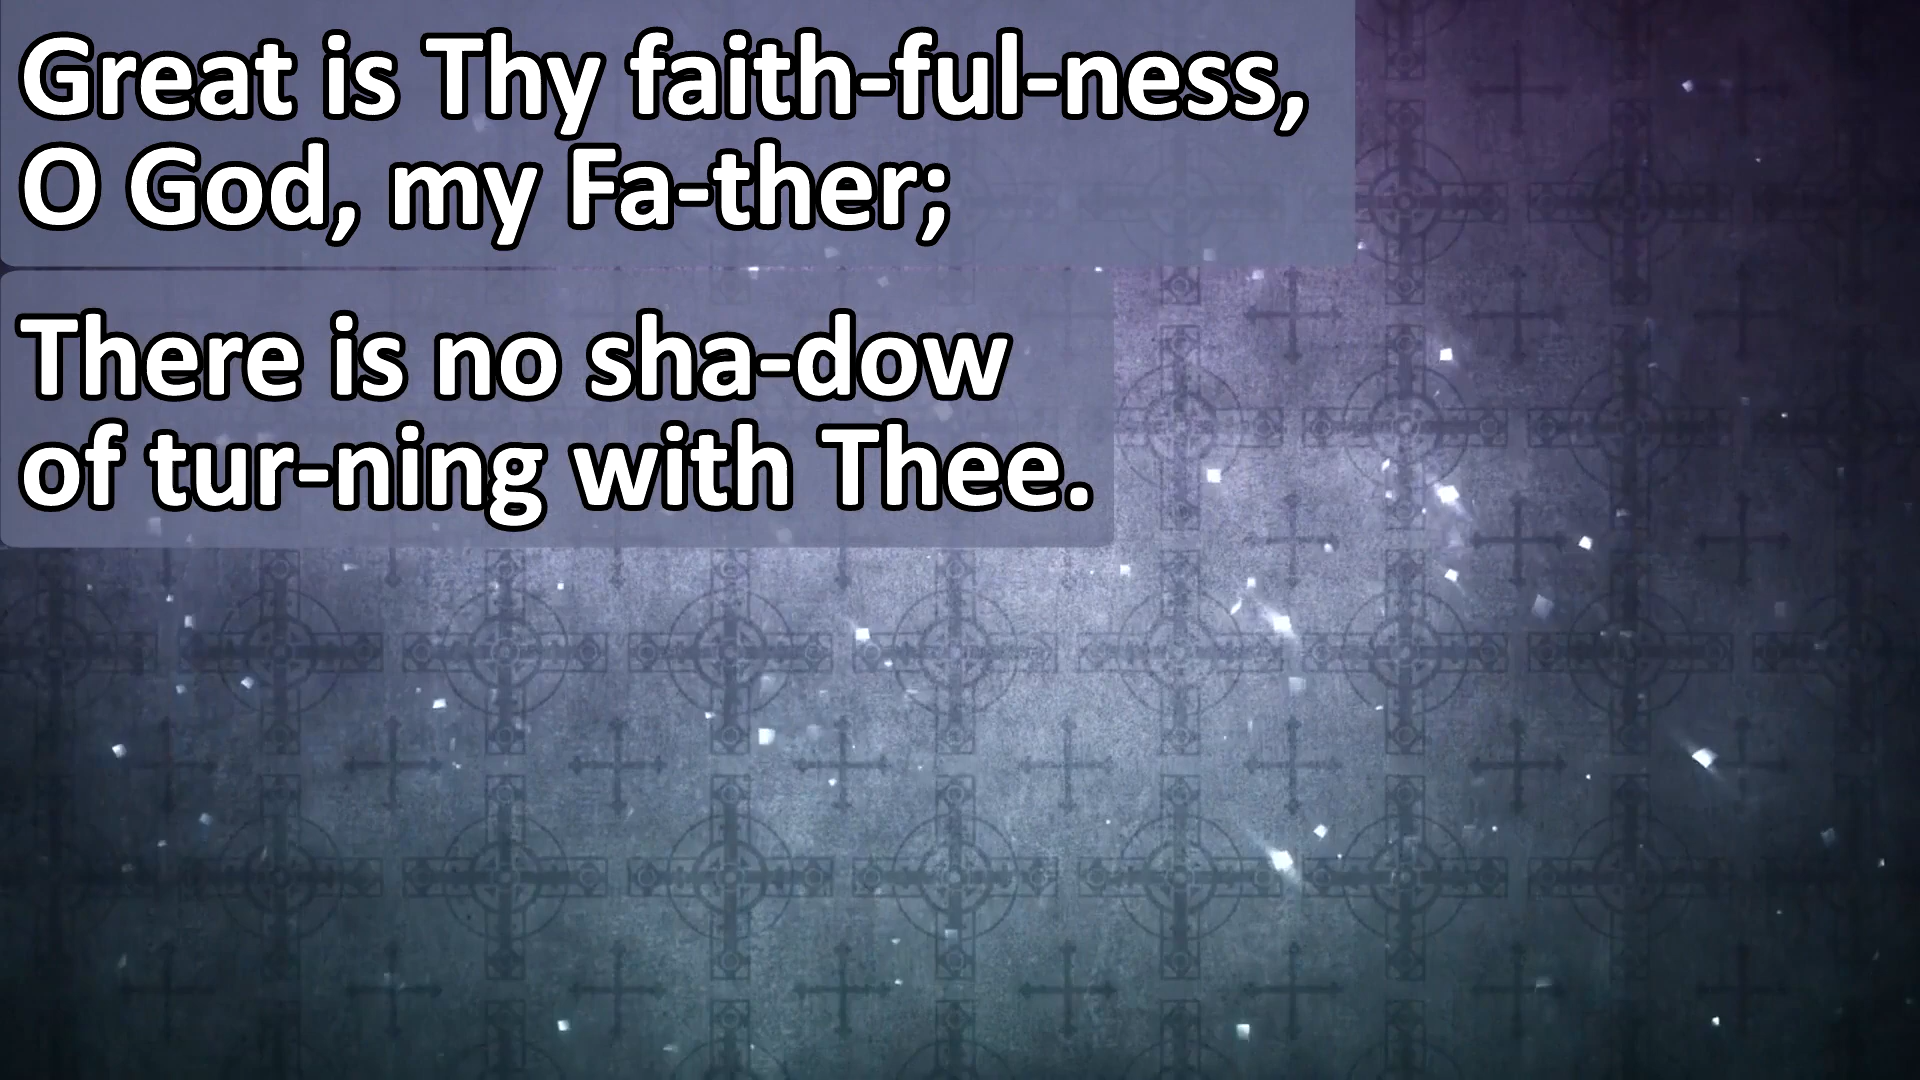 Great is Thy faith-ful-ness,
O God, my Fa-ther;
There is no sha-dow
of tur-ning with Thee.